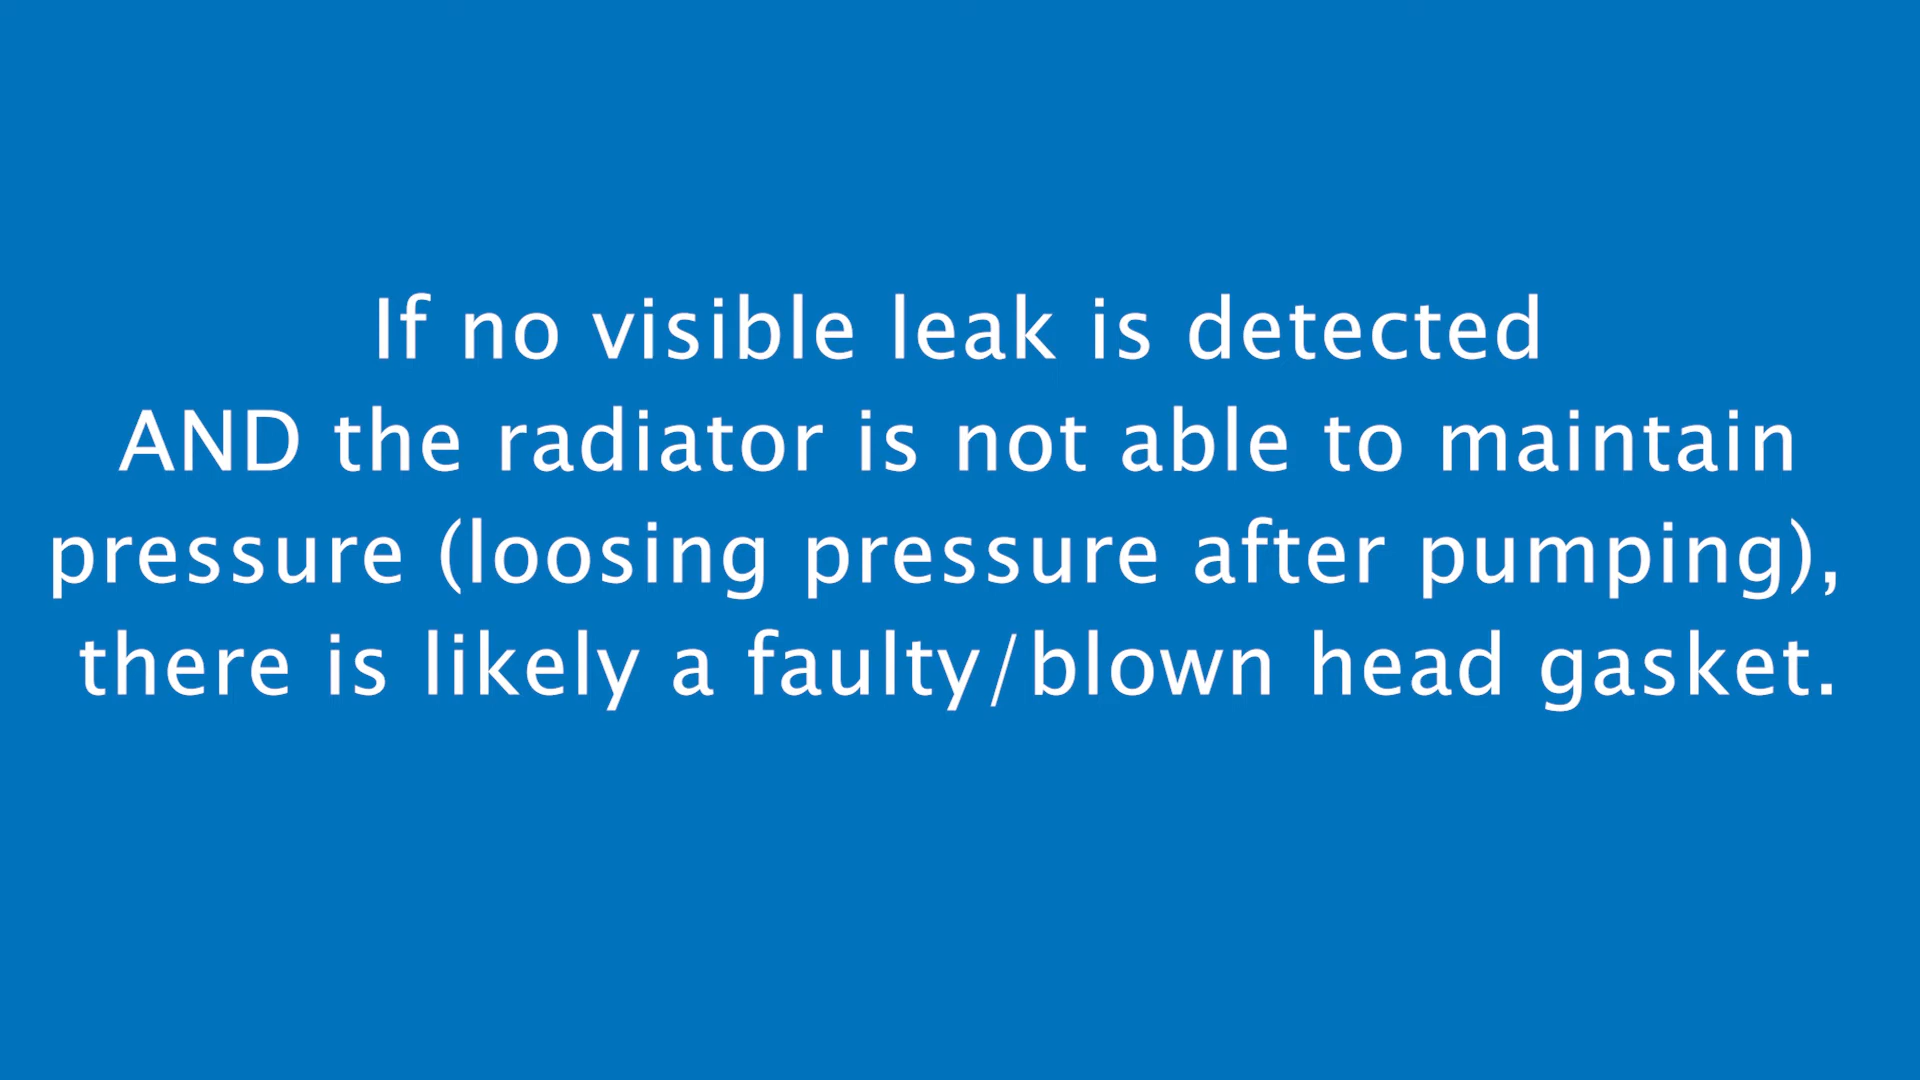 If no visible leak is detected
AND the radiator is not able to maintain
pressure (loosing pressure after pumping),
there is likely a faulty/blown head gasket.